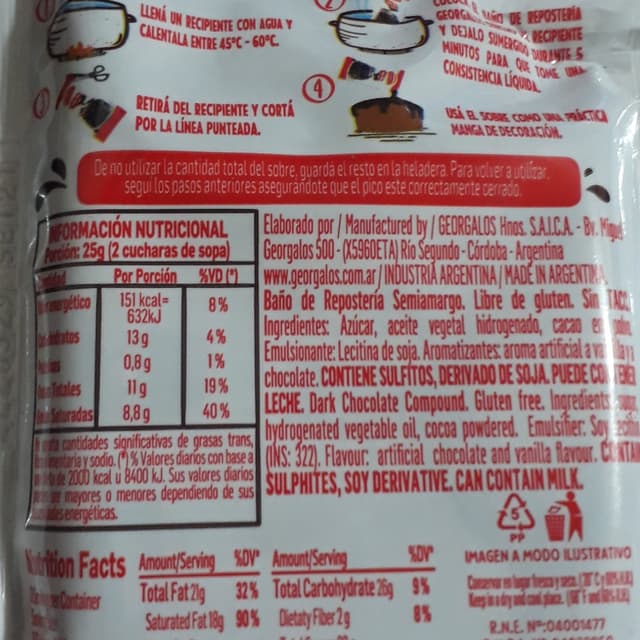 1
LLENÁ UN RECIPIENTE CON AGUA Y
CALENTALA ENTRE 45°C - 60°C.
2
DE REPOSTERÍA
Y DEJALO SUMERGIDO RECIPIENTE
DURANTE 5
MINUTOS PARA QUE TOME UNA
CONSISTENCIA LÍQUIDA.
3
RETIRÁ DEL RECIPIENTE Y CORTÁ
POR LA LÍNEA PUNTEADA.
4
USÁ EL SOBRE COMO UNA PRÁCTICA
MANGA DE DECORACIÓN.
De no utilizar la cantidad total del sobre, guardá el resto en la heladera. Para volver a utilizar,
seguí los pasos anteriores asegurándote que el pico esté correctamente cerrado.
INFORMACIÓN NUTRICIONAL
Porción: 25g (2 cucharas de sopa)
Por Porción %VD (*)
151 kcal= 8%
632kJ
13 g 4%
0,8 g 1%
Totales 11 g 19%
Saturadas 8,8 g 40%
cantidades significativas de grasas trans,
y sodio. (*) % Valores diarios con base a
de 2000 kcal u 8400 kJ. Sus valores diarios
ser mayores o menores dependiendo de sus
energéticas.
Elaborado por / Manufactured by / GEORGALOS Hnos. S.A.I.C.A. - Bv.
Georgalos 500 - (X5960ETA) Río Segundo - Córdoba - Argentina
www.georgalos.com.ar / INDUSTRIA ARGENTINA / MADE IN ARGENTINA.
Baño de Repostería Semiamargo. Libre de gluten. Sin
Ingredientes: Azúcar, aceite vegetal hidrogenado, cacao en
Emulsionante: Lecitina de soja. Aromatizantes: aroma artificial a
chocolate. CONTIENE SULFITOS, DERIVADO DE SOJA. PUEDE
LECHE. Dark Chocolate Compound. Gluten free. Ingredients:
hydrogenated vegetable oil, cocoa powdered. Emulsifier: Soy
(INS: 322). Flavour: artificial chocolate and vanilla flavour.
SULPHITES, SOY DERIVATIVE. CAN CONTAIN MILK.
5
PP
IMAGEN A MODO ILUSTRATIVO
Nutrition Facts
per Container
Amount/Serving %DV*
Total Fat 21g 32%
Saturated Fat 18g 90%
Amount/Serving %DV*
Total Carbohydrate 26g 9%
Dietaty Fiber 2 g 8%
R.N.E. Nº:04001477